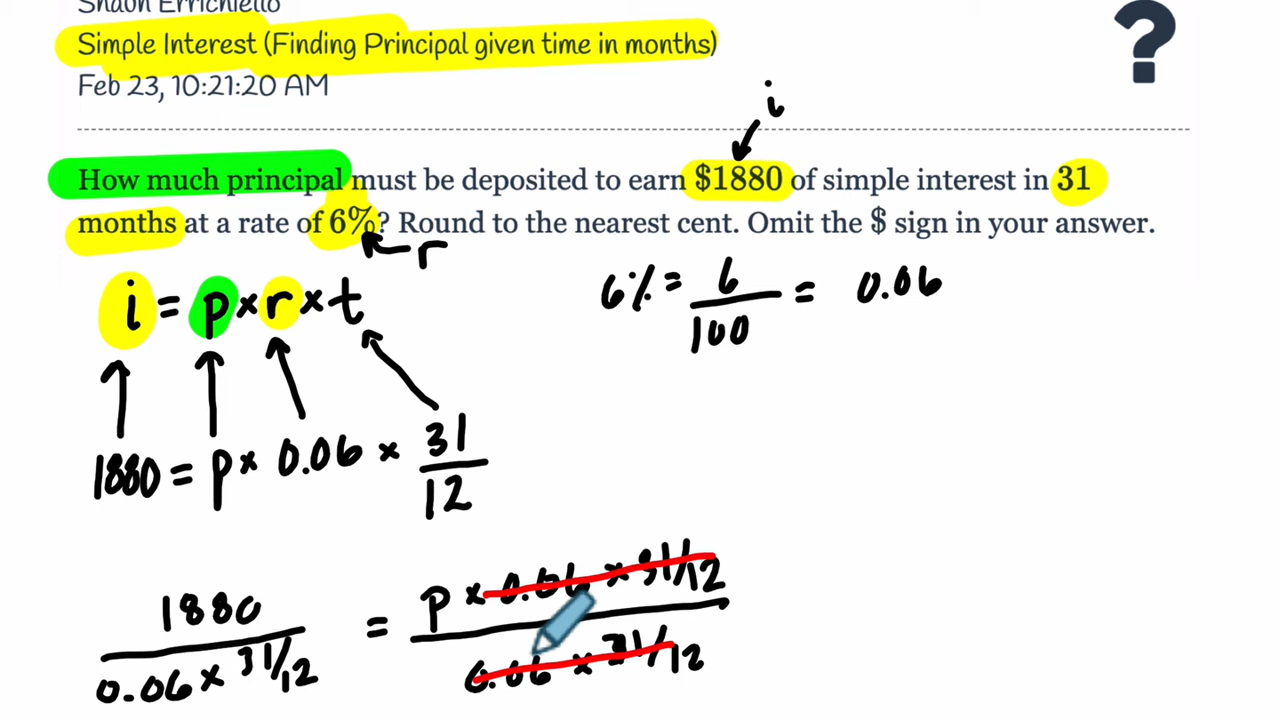 Shaun Errichiello
Simple Interest (Finding Principal given time in months)
Feb 23, 10:21:20 AM
?
i
How much principal must be deposited to earn $1880 of simple interest in 31
months at a rate of 6%? Round to the nearest cent. Omit the $ sign in your answer.
r
i = p × r × t
6% = 6/100 = 0.06
1880 = p × 0.06 × 31/12
1880 / 0.06 × 31/12 = p × 0.06 × 31/12 / 0.06 × 31/12